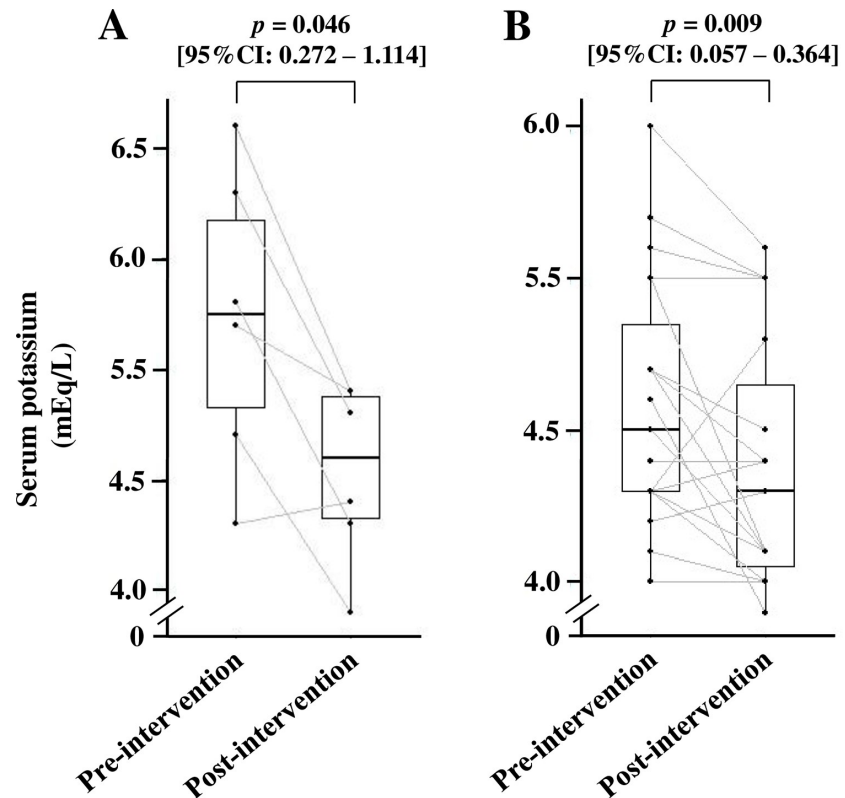 A
p = 0.046
[95%CI: 0.272 – 1.114]
B
p = 0.009
[95%CI: 0.057 – 0.364]
Serum potassium
(mEq/L)
6.5
6.0
5.5
4.5
4.0
0
6.0
5.5
4.5
4.0
0
Pre-intervention
Post-intervention
Pre-intervention
Post-intervention